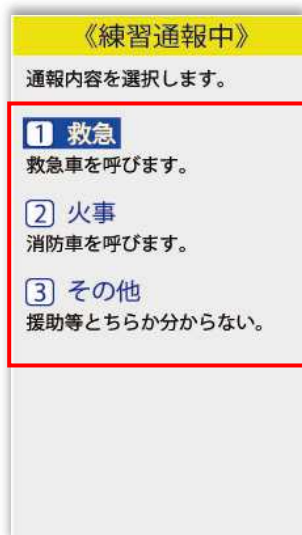 《練習通報中》
通報内容を選択します。
1 救急
救急車を呼びます。
2 火事
消防車を呼びます。
3 その他
援助等とちらか分からない。